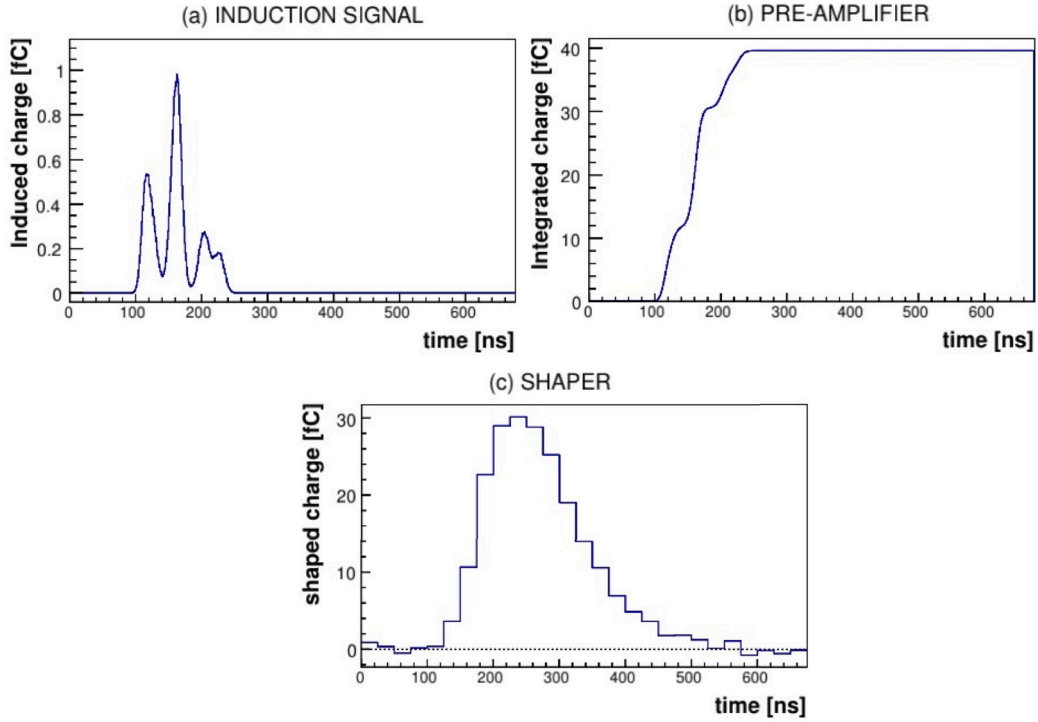 (a) INDUCTION SIGNAL
Induced charge [fC]
1
0.8
0.6
0.4
0.2
0
0 100 200 300 400 500 600
time [ns]
(b) PRE-AMPLIFIER
Integrated charge [fC]
40
30
20
10
0
0 100 200 300 400 500 600
time [ns]
(c) SHAPER
shaped charge [fC]
30
20
10
0
0 100 200 300 400 500 600
time [ns]